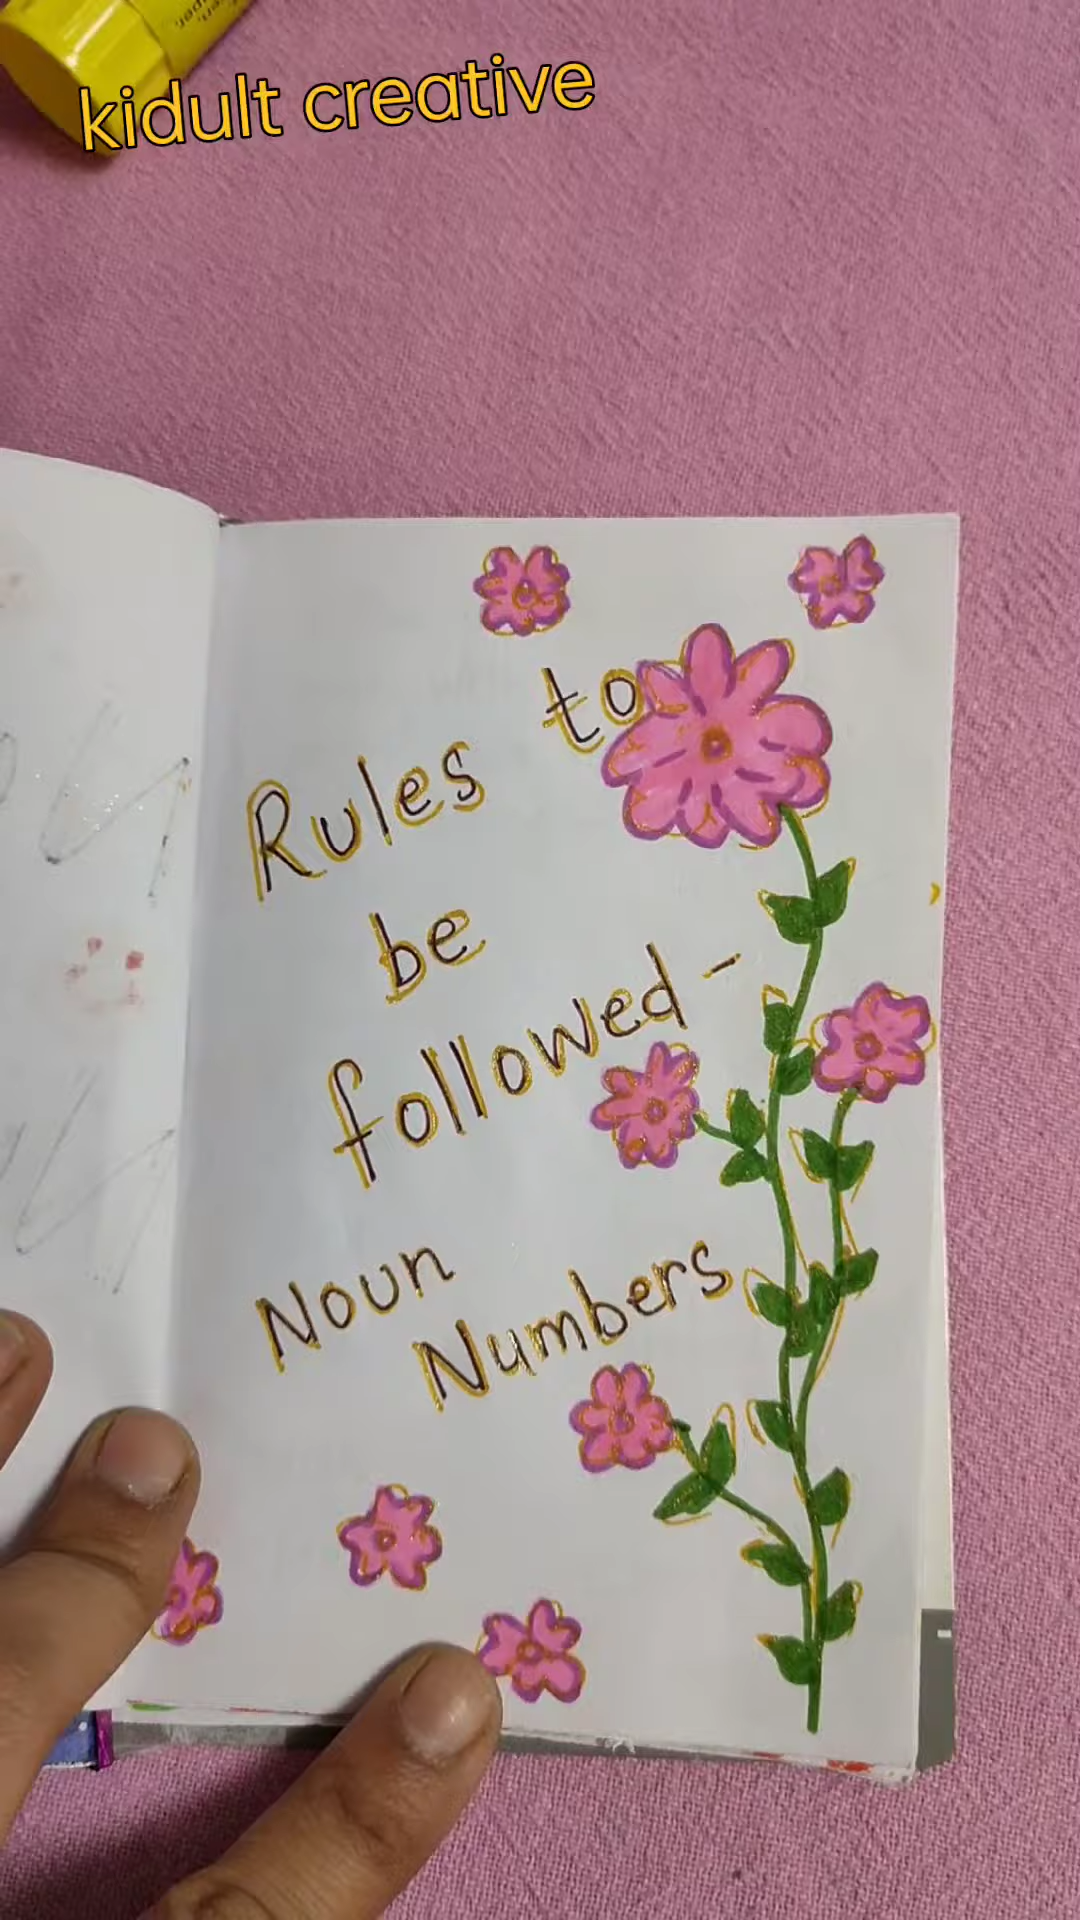 kidult creative
Rules to
be
followed -
Noun
Numbers